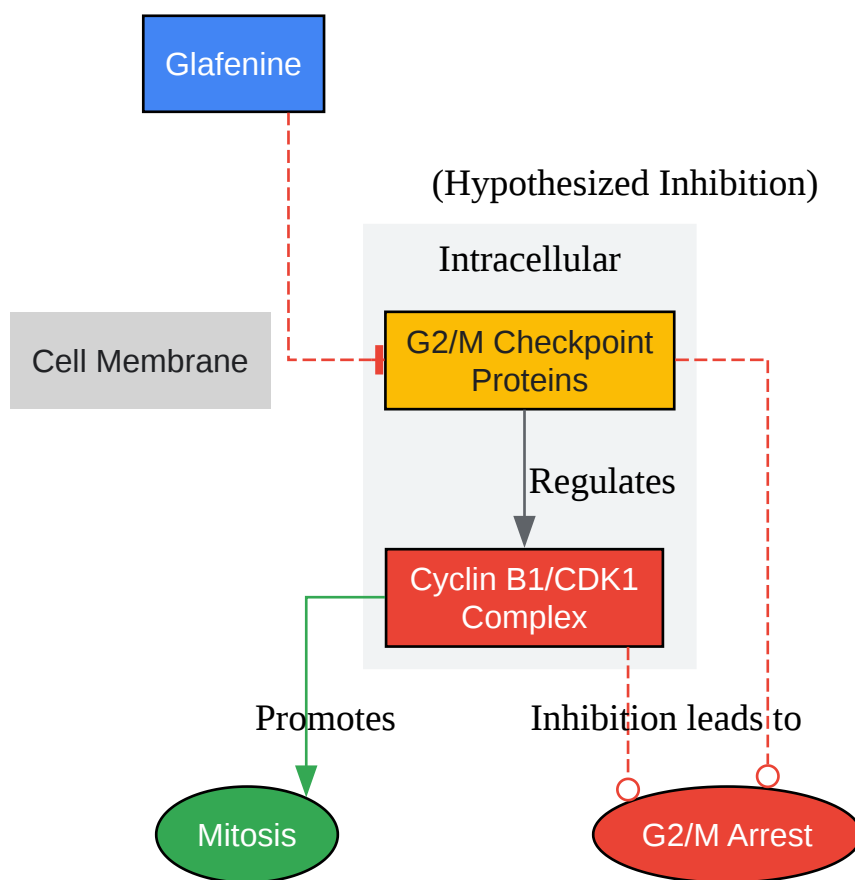 Glafenine
(Hypothesized Inhibition)
Intracellular
Cell Membrane
G2/M Checkpoint
Proteins
Regulates
Cyclin B1/CDK1
Complex
Promotes
Inhibition leads to
Mitosis
G2/M Arrest